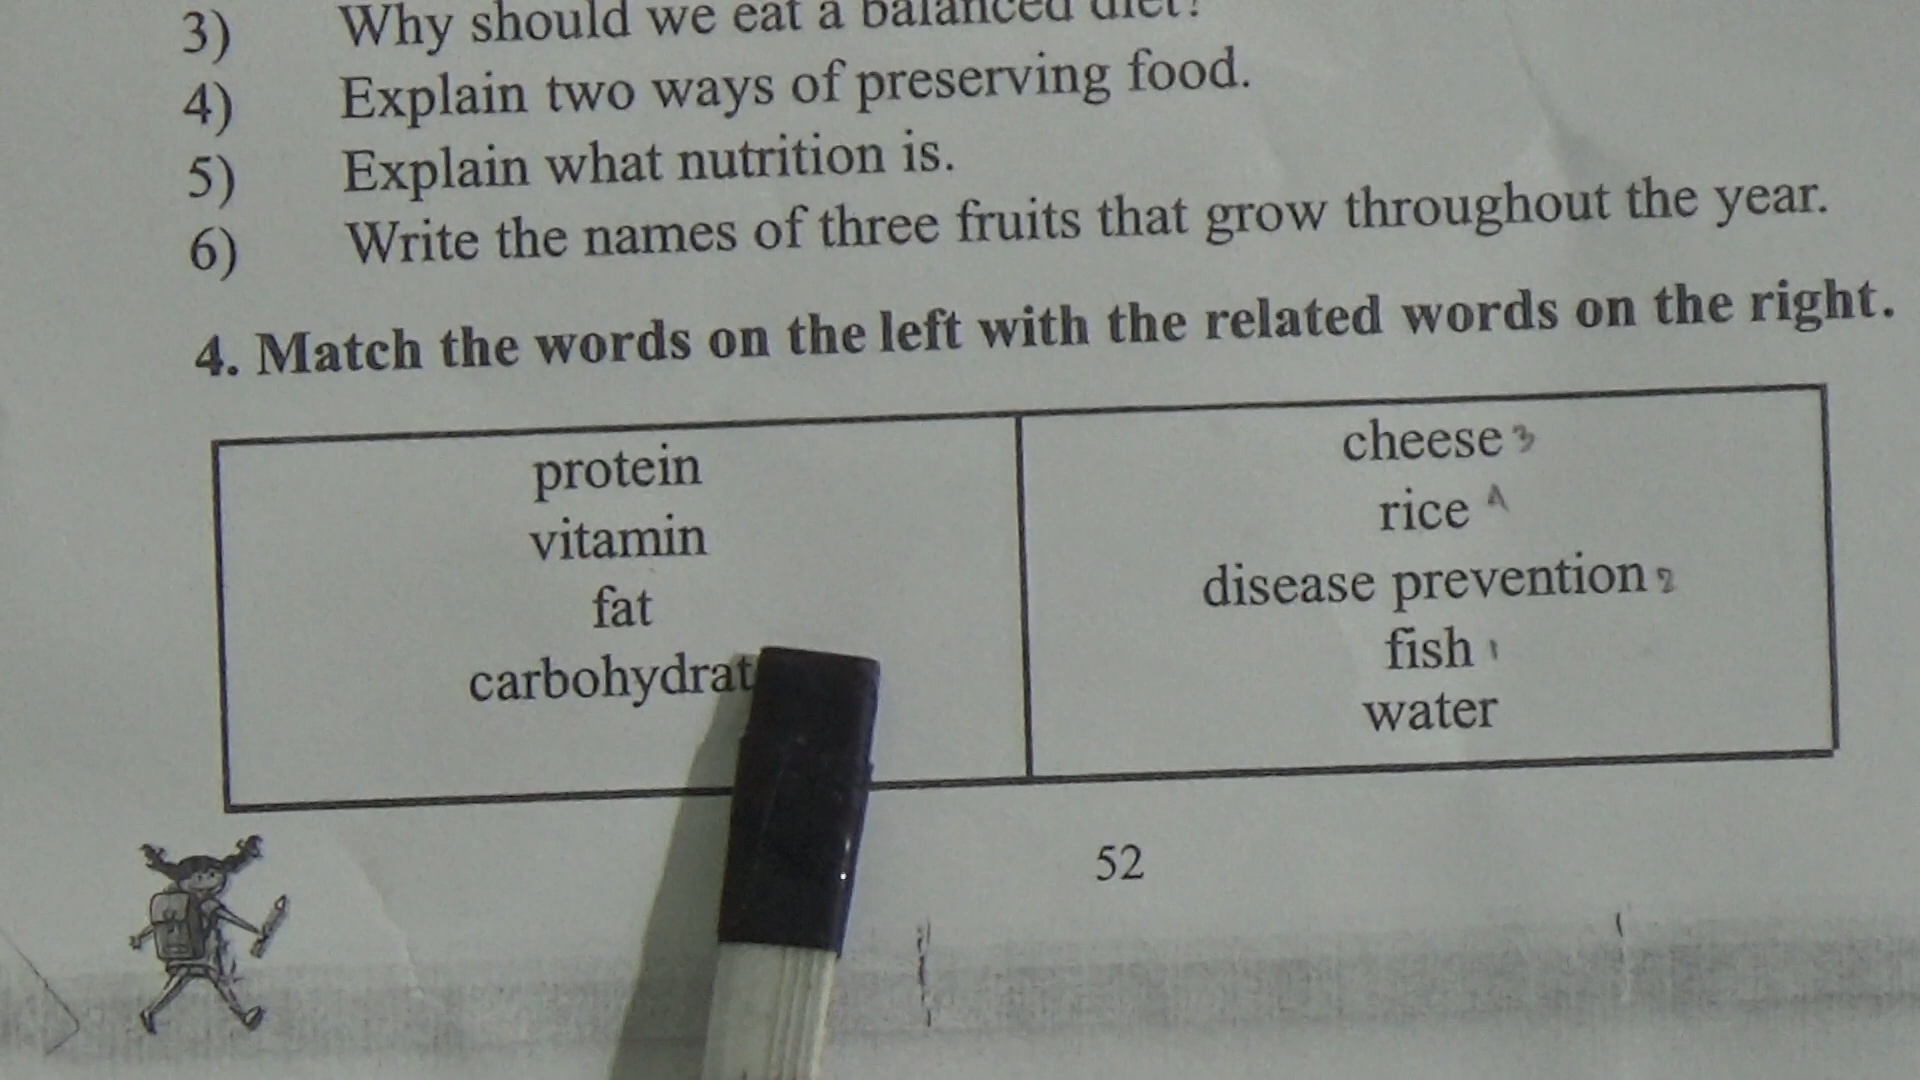 3) Why should we eat a balanced diet?
4) Explain two ways of preserving food.
5) Explain what nutrition is.
6) Write the names of three fruits that grow throughout the year.
4. Match the words on the left with the related words on the right.
protein
vitamin
fat
carbohydrat
cheese 3
rice 4
disease prevention 2
fish 1
water
52